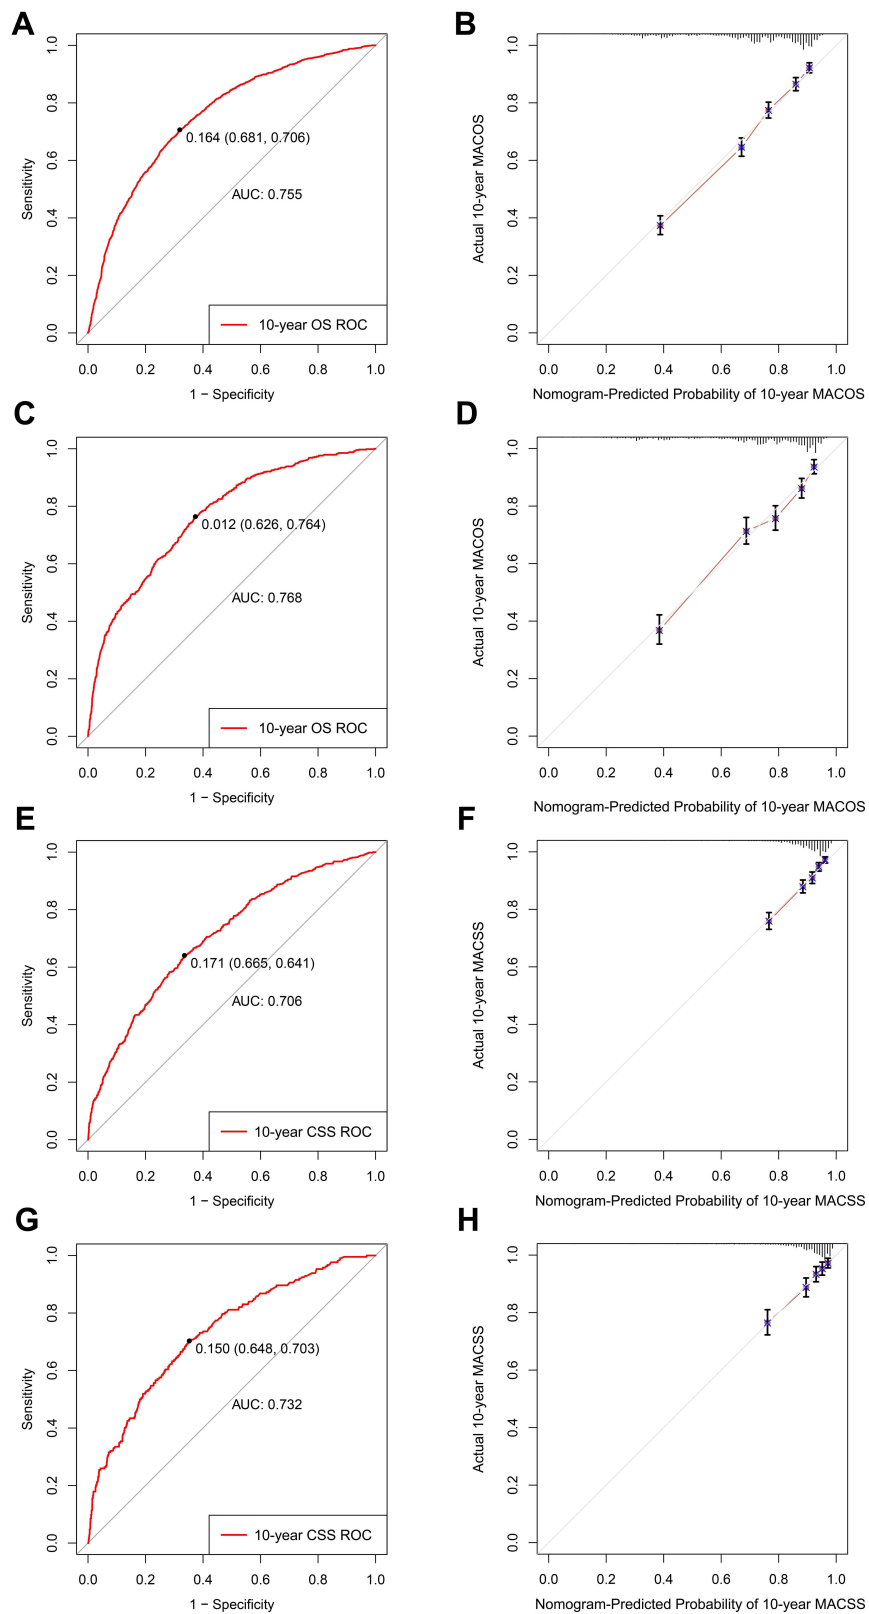 A
1.0
0.8
0.6
0.4
0.2
0.0
Sensitivity
0.164 (0.681, 0.706)
AUC: 0.755
10-year OS ROC
0.0 0.2 0.4 0.6 0.8 1.0
1 − Specificity
B
1.0
0.8
0.6
0.4
0.2
0.0
Actual 10-year MACOS
0.0 0.2 0.4 0.6 0.8 1.0
Nomogram-Predicted Probability of 10-year MACOS
C
1.0
0.8
0.6
0.4
0.2
0.0
Sensitivity
0.012 (0.626, 0.764)
AUC: 0.768
10-year OS ROC
0.0 0.2 0.4 0.6 0.8 1.0
1 − Specificity
D
1.0
0.8
0.6
0.4
0.2
0.0
Actual 10-year MACOS
0.0 0.2 0.4 0.6 0.8 1.0
Nomogram-Predicted Probability of 10-year MACOS
E
1.0
0.8
0.6
0.4
0.2
0.0
Sensitivity
0.171 (0.665, 0.641)
AUC: 0.706
10-year CSS ROC
0.0 0.2 0.4 0.6 0.8 1.0
1 − Specificity
F
1.0
0.8
0.6
0.4
0.2
0.0
Actual 10-year MACSS
0.0 0.2 0.4 0.6 0.8 1.0
Nomogram-Predicted Probability of 10-year MACSS
G
1.0
0.8
0.6
0.4
0.2
0.0
Sensitivity
0.150 (0.648, 0.703)
AUC: 0.732
10-year CSS ROC
0.0 0.2 0.4 0.6 0.8 1.0
1 − Specificity
H
1.0
0.8
0.6
0.4
0.2
0.0
Actual 10-year MACSS
0.0 0.2 0.4 0.6 0.8 1.0
Nomogram-Predicted Probability of 10-year MACSS